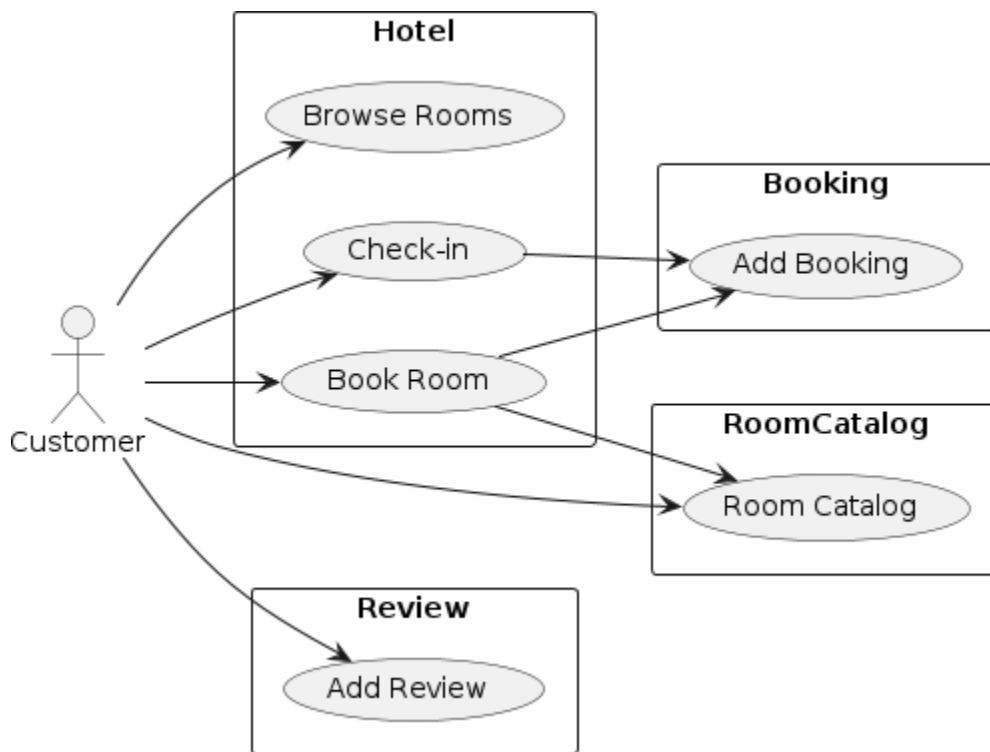 Hotel
Browse Rooms
Check-in
Book Room
Booking
Add Booking
RoomCatalog
Room Catalog
Customer
Review
Add Review